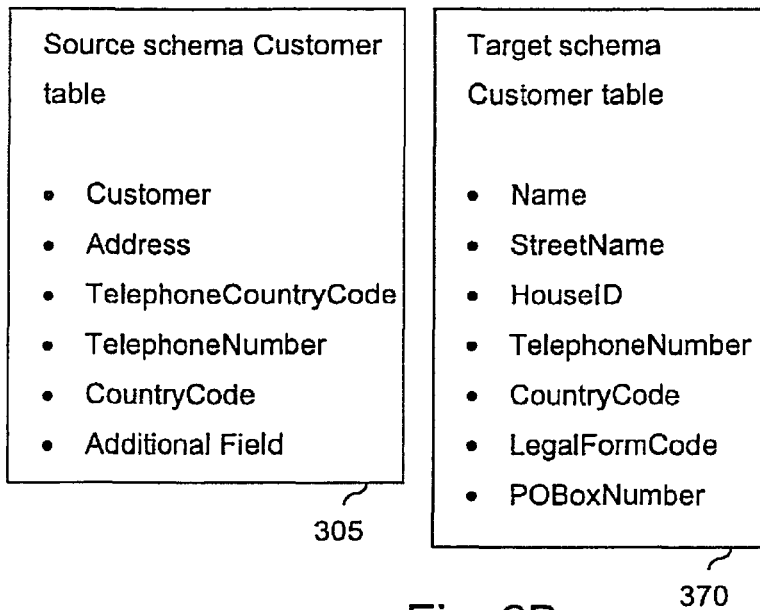 Source schema Customer
table
• Customer
• Address
• TelephoneCountryCode
• TelephoneNumber
• CountryCode
• Additional Field
305
Target schema
Customer table
• Name
• StreetName
• HouseID
• TelephoneNumber
• CountryCode
• LegalFormCode
• POBoxNumber
370